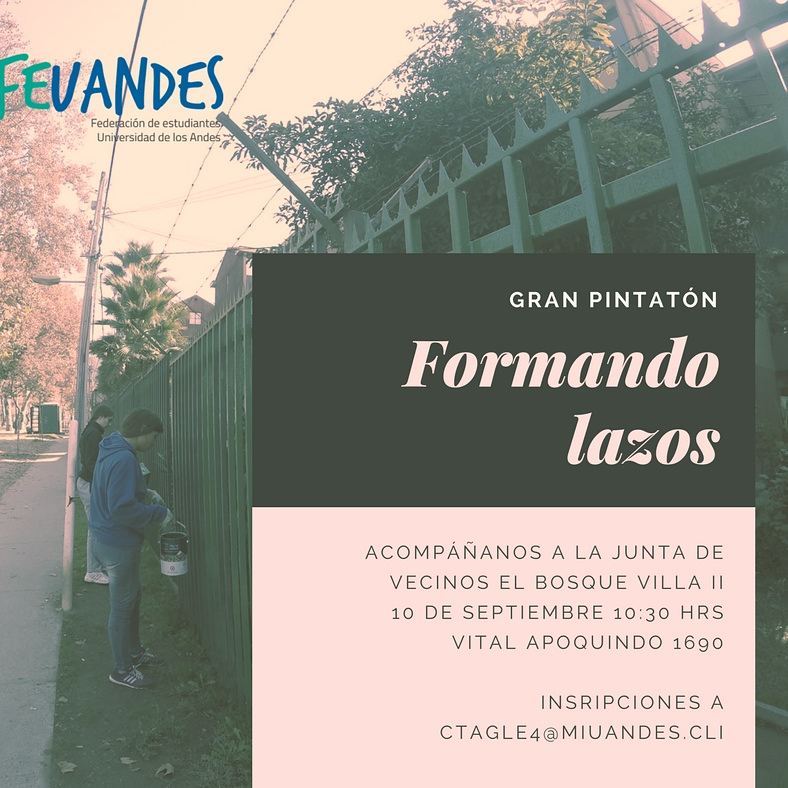 FEUANDES
Federación de estudiantes,
Universidad de los Andes
GRAN PINTATÓN
Formando
lazos
ACOMPÁÑANOS A LA JUNTA DE
VECINOS EL BOSQUE VILLA II
10 DE SEPTIEMBRE 10:30 HRS
VITAL APOQUINDO 1690
INSRIPCIONES A
CTAGLE4@MIUANDES.CLI